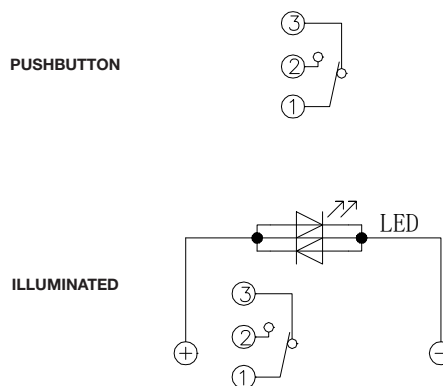 3
PUSHBUTTON
2
1
LED
ILLUMINATED
3
2
1
+ −